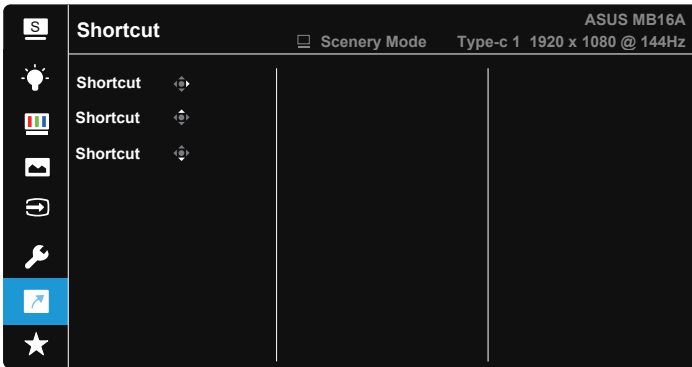 S
Shortcut
ASUS MB16A
Scenery Mode Type-c 1 1920 x 1080 @ 144Hz
Shortcut
Shortcut
Shortcut